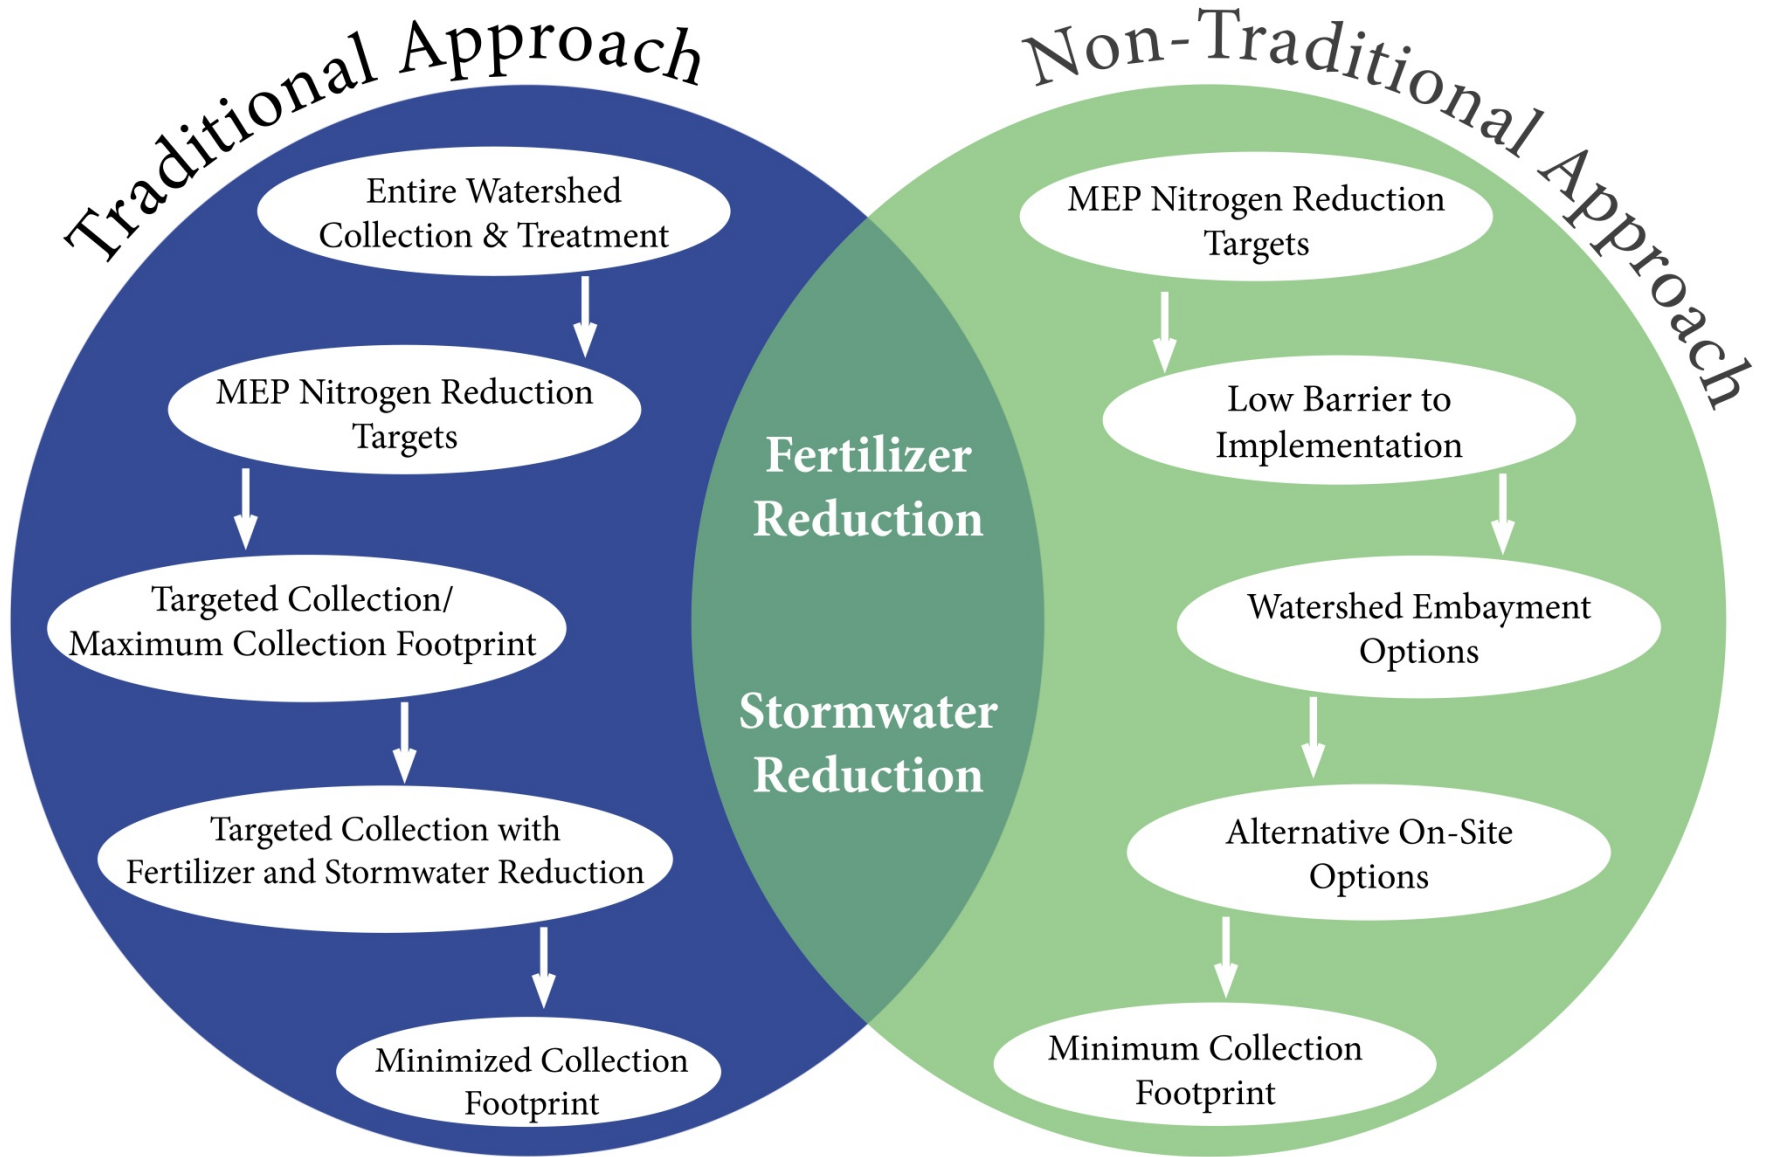 Traditional Approach
Entire Watershed
Collection & Treatment
MEP Nitrogen Reduction
Targets
Targeted Collection/
Maximum Collection Footprint
Targeted Collection with
Fertilizer and Stormwater Reduction
Minimized Collection
Footprint
Fertilizer
Reduction
Stormwater
Reduction
Non-Traditional Approach
MEP Nitrogen Reduction
Targets
Low Barrier to
Implementation
Watershed Embayment
Options
Alternative On-Site
Options
Minimum Collection
Footprint